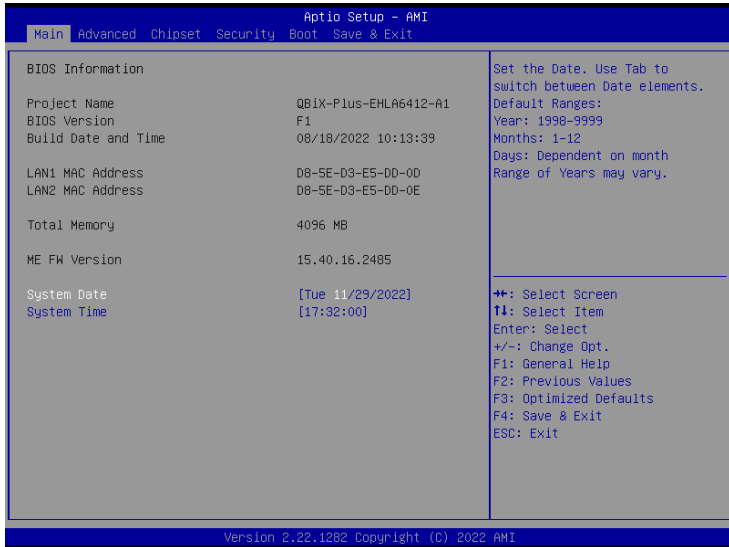 Aptio Setup – AMI
Main Advanced Chipset Security Boot Save & Exit
BIOS Information
Project Name QBiX-Plus-EHLA6412-A1
BIOS Version F1
Build Date and Time 08/18/2022 10:13:39
LAN1 MAC Address D8-5E-D3-E5-DD-0D
LAN2 MAC Address D8-5E-D3-E5-DD-0E
Total Memory 4096 MB
ME FW Version 15.40.16.2485
System Date [Tue 11/29/2022]
System Time [17:32:00]
Set the Date. Use Tab to
switch between Date elements.
Default Ranges:
Year: 1998-9999
Months: 1-12
Days: Dependent on month
Range of Years may vary.
→←: Select Screen
↑↓: Select Item
Enter: Select
+/-: Change Opt.
F1: General Help
F2: Previous Values
F3: Optimized Defaults
F4: Save & Exit
ESC: Exit
Version 2.22.1282 Copyright (C) 2022 AMI